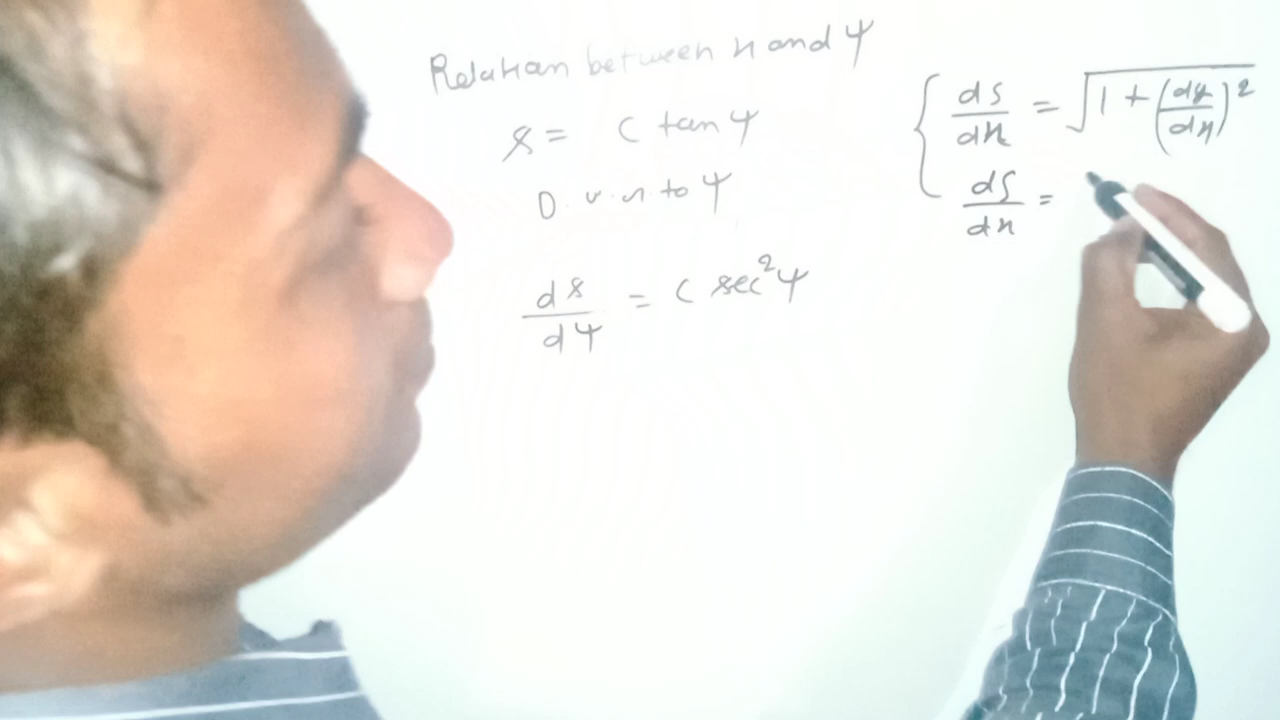 Relation between x and ψ
s = c tan ψ
D. w. r. to ψ
ds/dψ = c sec²ψ
ds/dx = √(1 + (dy/dx)²)
ds/dx =